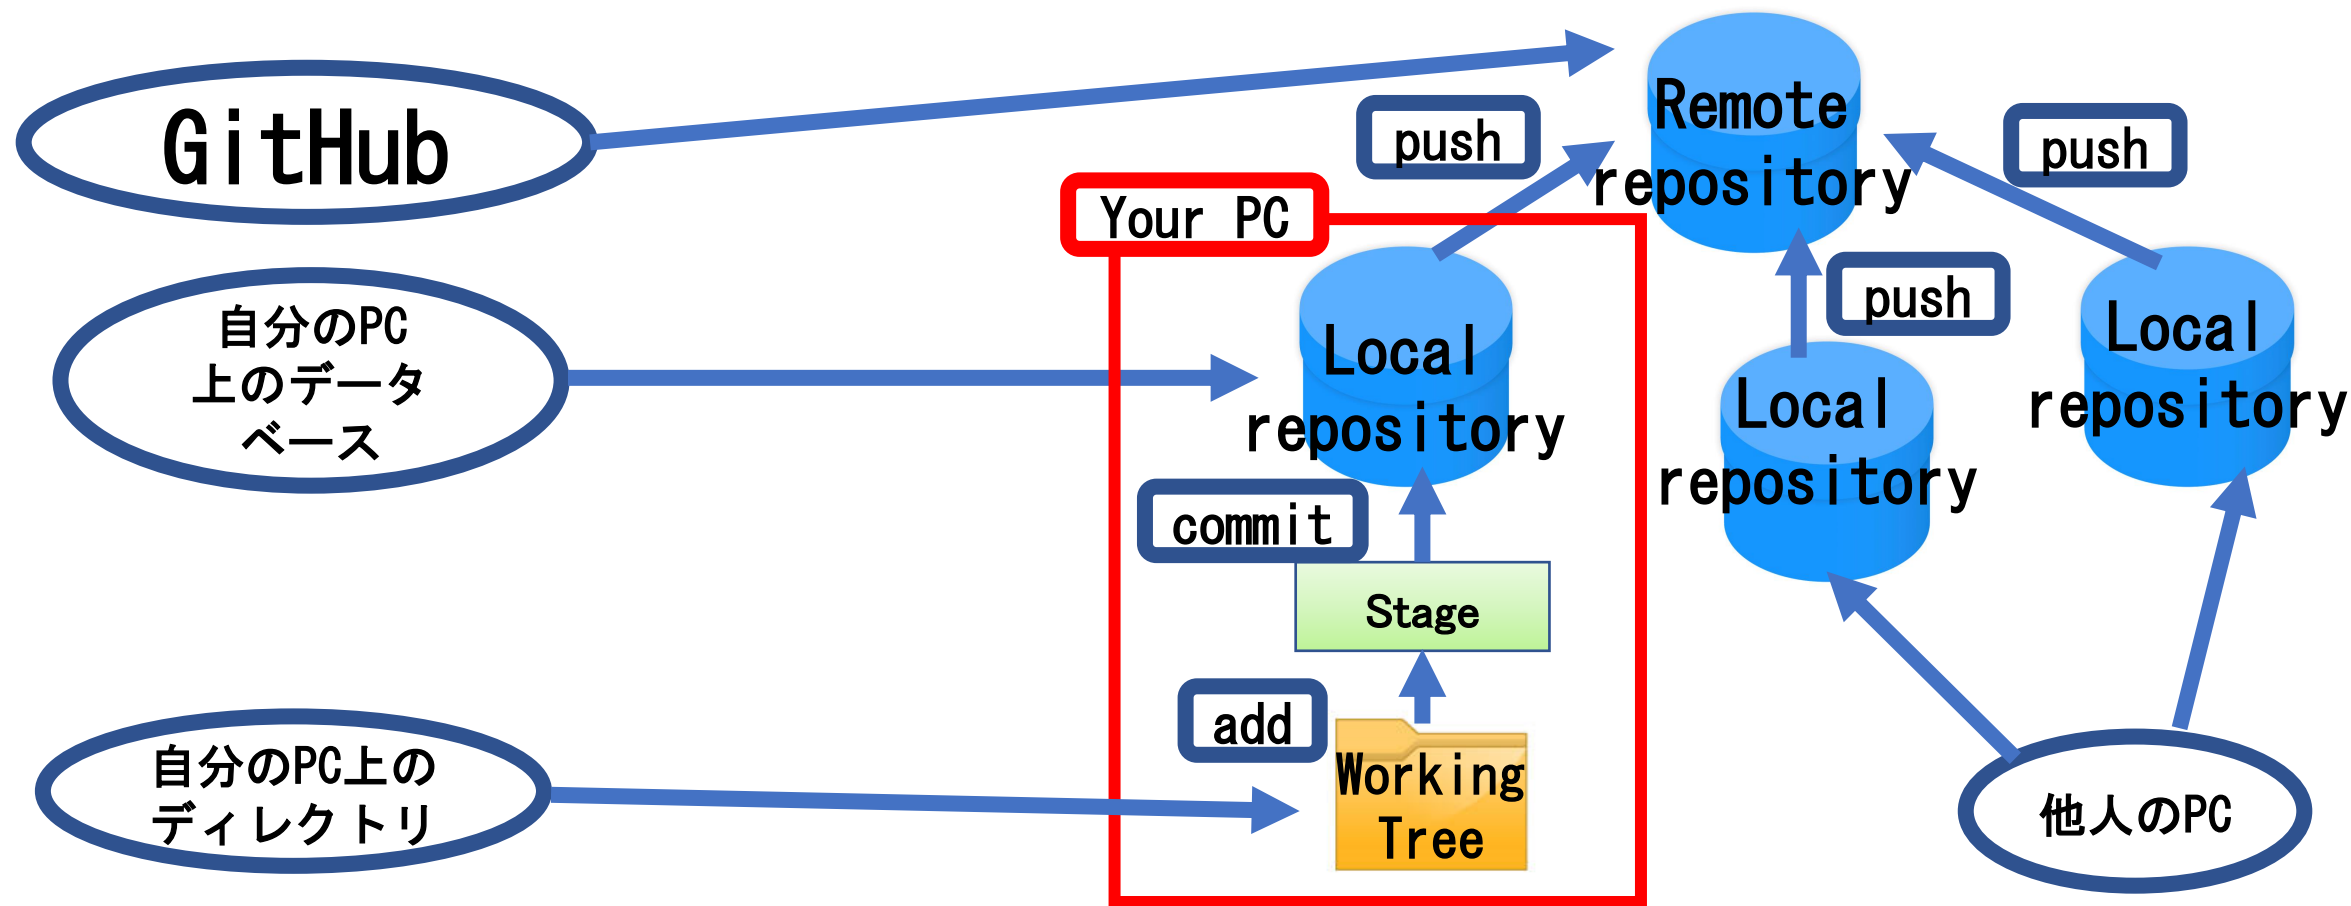 GitHub
push
Remote
repository
push
Your PC
push
自分のPC
上のデータ
ベース
Local
repository
Local
repository
Local
repository
commit
Stage
add
Working
Tree
自分のPC上の
ディレクトリ
他人のPC